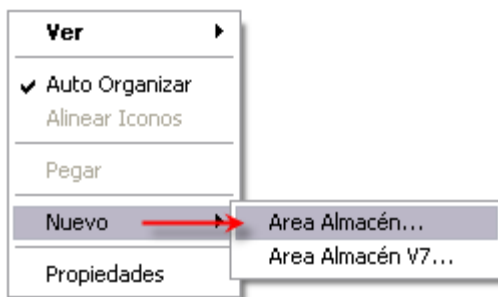 Ver
Auto Organizar
Alinear Iconos
Pegar
Nuevo
Area Almacén...
Area Almacén V7...
Propiedades